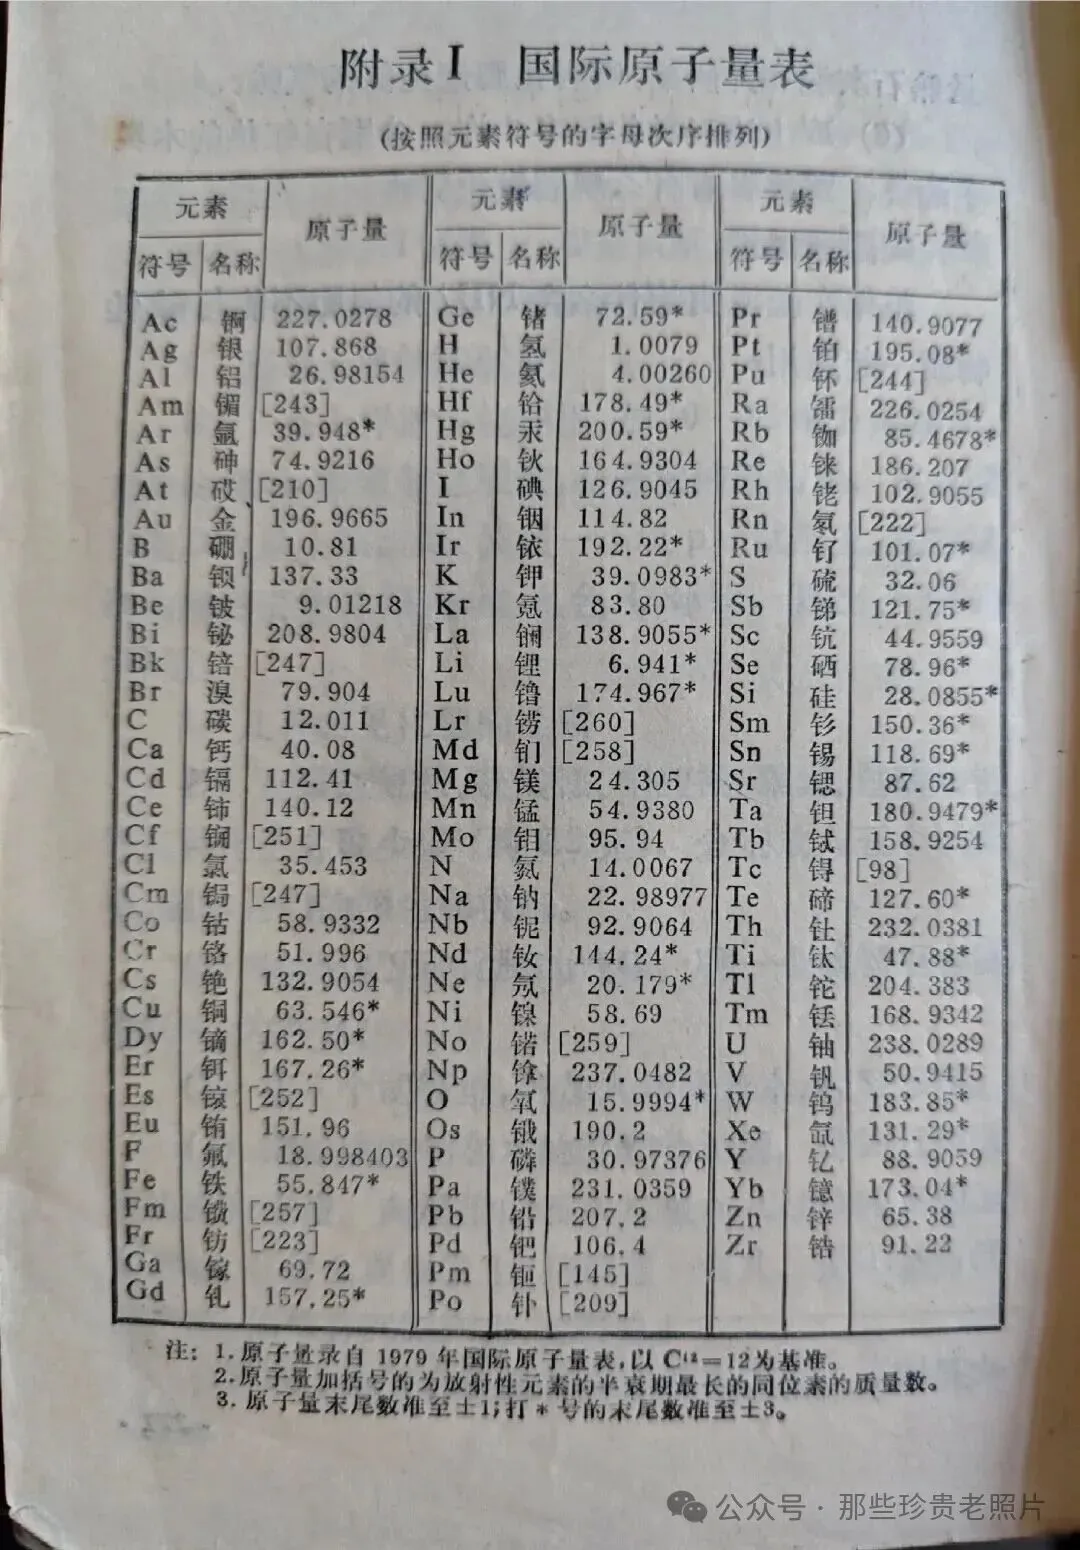 附录I 国际原子量表
(按照元素符号的字母次序排列)
元素 原子量 元素 原子量 元素 原子量
符号 名称 符号 名称 符号 名称
Ac 锕 227.0278 Ge 锗 72.59* Pr 镨 140.9077
Ag 银 107.868 H 氢 1.0079 Pt 铂 195.08*
Al 铝 26.98154 He 氦 4.00260 Pu 钚 [244]
Am 镅 [243] Hf 铪 178.49* Ra 镭 226.0254
Ar 氩 39.948* Hg 汞 200.59* Rb 铷 85.4678*
As 砷 74.9216 Ho 钬 164.9304 Re 铼 186.207
At 砹 [210] I 碘 126.9045 Rh 铑 102.9055
Au 金 196.9665 In 铟 114.82 Rn 氡 [222]
B 硼 10.81 Ir 铱 192.22* Ru 钌 101.07*
Ba 钡 137.33 K 钾 39.0983* S 硫 32.06
Be 铍 9.01218 Kr 氪 83.80 Sb 锑 121.75*
Bi 铋 208.9804 La 镧 138.9055* Sc 钪 44.9559
Bk 锫 [247] Li 锂 6.941* Se 硒 78.96*
Br 溴 79.904 Lu 镥 174.967* Si 硅 28.0855*
C 碳 12.011 Lr 铹 [260] Sm 钐 150.36*
Ca 钙 40.08 Md 钔 [258] Sn 锡 118.69*
Cd 镉 112.41 Mg 镁 24.305 Sr 锶 87.62
Ce 铈 140.12 Mn 锰 54.9380 Ta 钽 180.9479*
Cf 锎 [251] Mo 钼 95.94 Tb 铽 158.9254
Cl 氯 35.453 N 氮 14.0067 Tc 锝 [98]
Cm 锔 [247] Na 钠 22.98977 Te 碲 127.60*
Co 钴 58.9332 Nb 铌 92.9064 Th 钍 232.0381
Cr 铬 51.996 Nd 钕 144.24* Ti 钛 47.88*
Cs 铯 132.9054 Ne 氖 20.179* Tl 铊 204.383
Cu 铜 63.546* Ni 镍 58.69 Tm 铥 168.9342
Dy 镝 162.50* No 锘 [259] U 铀 238.0289
Er 铒 167.26* Np 镎 237.0482 V 钒 50.9415
Es 锿 [252] O 氧 15.9994* W 钨 183.85*
Eu 铕 151.96 Os 锇 190.2 Xe 氙 131.29*
F 氟 18.998403 P 磷 30.97376 Y 钇 88.9059
Fe 铁 55.847* Pa 镤 231.0359 Yb 镱 173.04*
Fm 镄 [257] Pb 铅 207.2 Zn 锌 65.38
Fr 钫 [223] Pd 钯 106.4 Zr 锆 91.22
Ga 镓 69.72 Pm 钷 [145]
Gd 钆 157.25* Po 钋 [209]
注: 1.原子量录自1979年国际原子量表,以C¹²=12为基准。
2.原子量加括号的为放射性元素的半衰期最长的同位素的质量数。
3.原子量末尾数准至±1;打*号的末尾数准至±3。
公众号·那些珍贵老照片